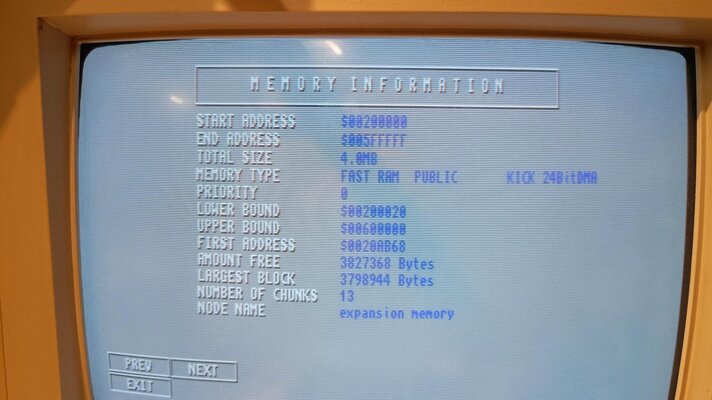 MEMORY INFORMATION
START ADDRESS $00200000
END ADDRESS $005FFFFF
TOTAL SIZE 4.0MB
MEMORY TYPE FAST RAM PUBLIC KICK 24BitDMA
PRIORITY 0
LOWER BOUND $00200020
UPPER BOUND $00600000
FIRST ADDRESS $0020AB68
AMOUNT FREE 3827368 Bytes
LARGEST BLOCK 3798944 Bytes
NUMBER OF CHUNKS 13
NODE NAME expansion memory
PREV NEXT
EXIT